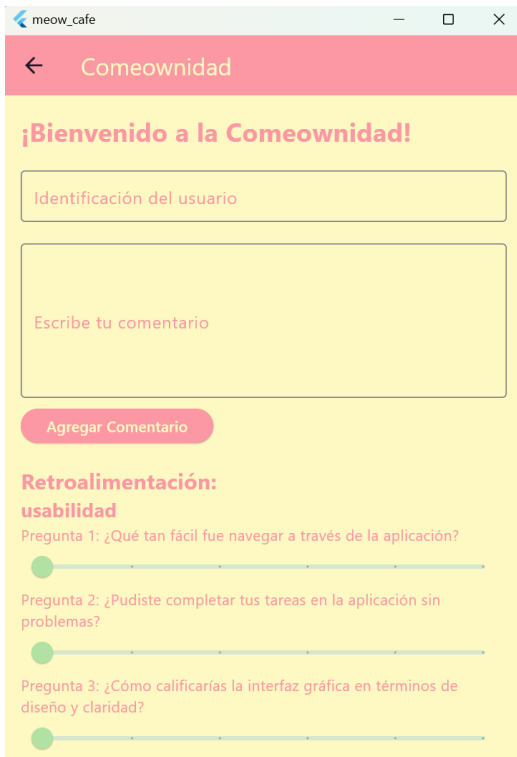 meow_cafe
Comeownidad
¡Bienvenido a la Comeownidad!
Identificación del usuario
Escribe tu comentario
Agregar Comentario
Retroalimentación:
usabilidad
Pregunta 1: ¿Qué tan fácil fue navegar a través de la aplicación?
Pregunta 2: ¿Pudiste completar tus tareas en la aplicación sin
problemas?
Pregunta 3: ¿Cómo calificarías la interfaz gráfica en términos de
diseño y claridad?